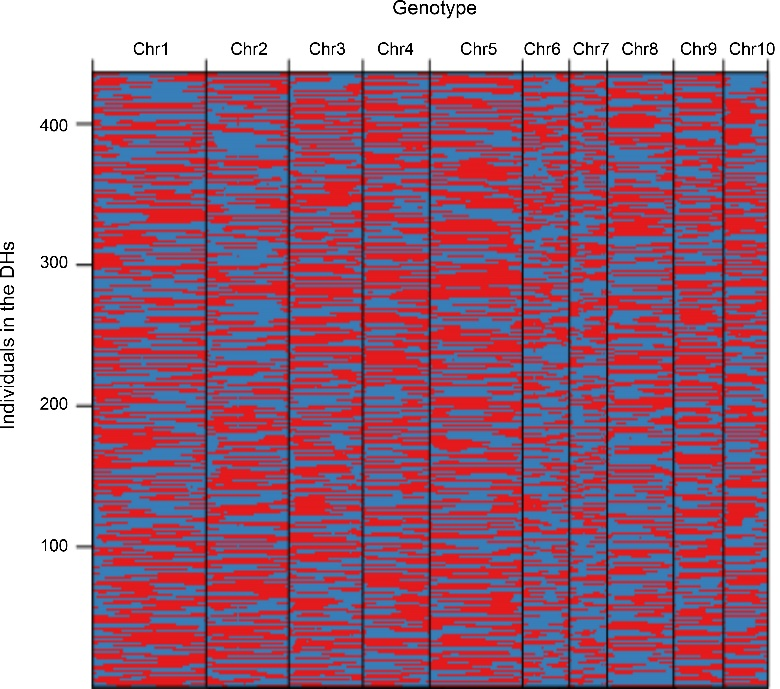 Genotype
Chr1 Chr2 Chr3 Chr4 Chr5 Chr6 Chr7 Chr8 Chr9 Chr10
Individuals in the DHs
400
300
200
100